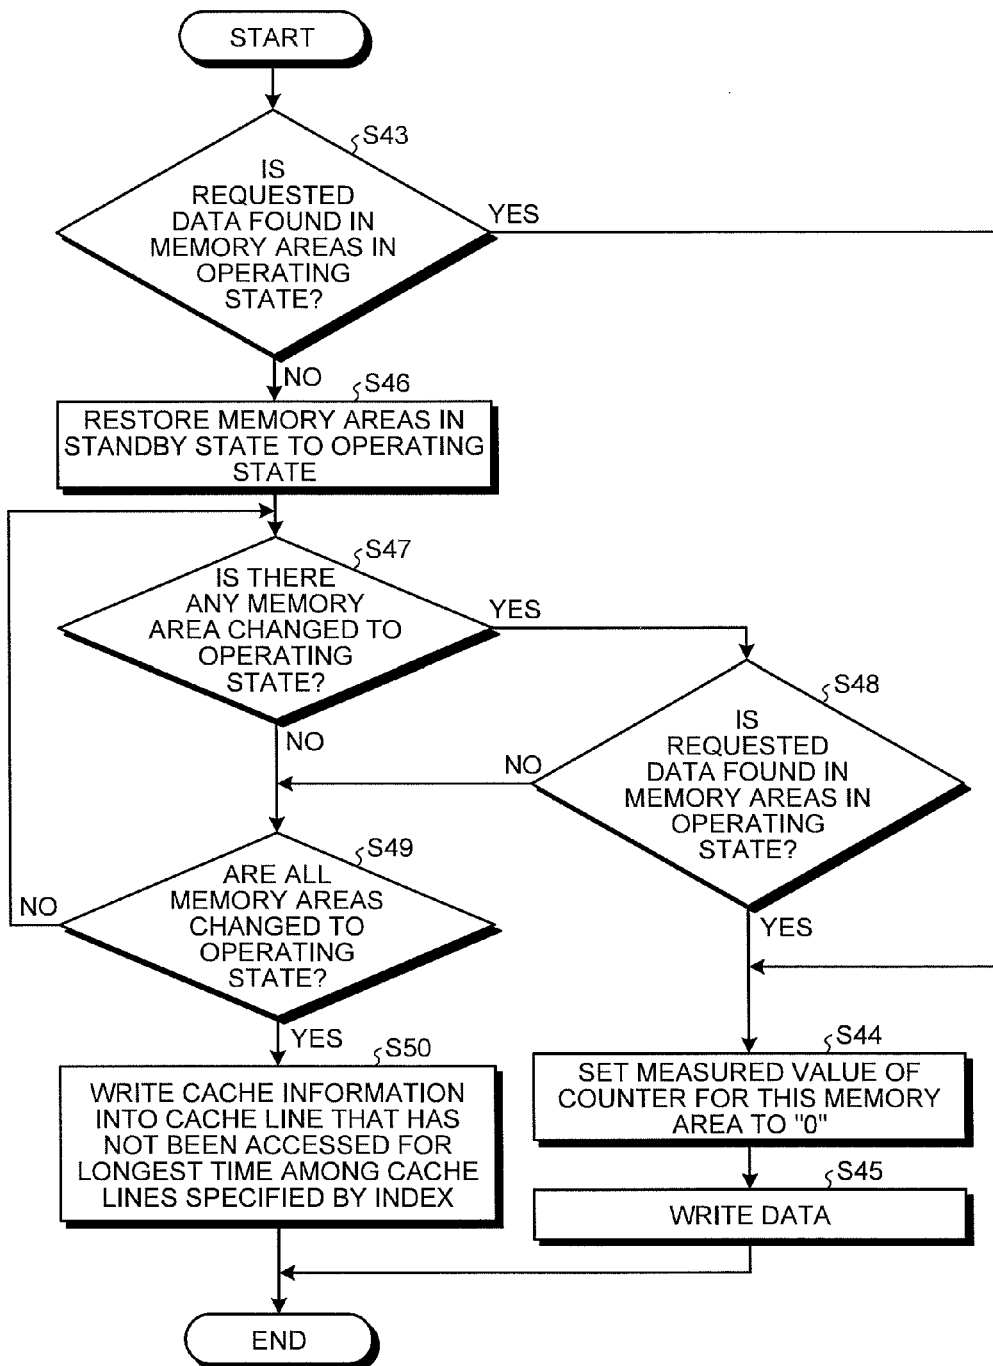 START
S43
IS
REQUESTED
DATA FOUND IN
MEMORY AREAS IN
OPERATING
STATE?
YES
NO
S46
RESTORE MEMORY AREAS IN
STANDBY STATE TO OPERATING
STATE
S47
IS THERE
ANY MEMORY
AREA CHANGED TO
OPERATING
STATE?
YES
NO
S48
IS
REQUESTED
DATA FOUND IN
MEMORY AREAS IN
OPERATING
STATE?
NO
YES
S49
ARE ALL
MEMORY AREAS
CHANGED TO
OPERATING
STATE?
NO
YES
S50
WRITE CACHE INFORMATION
INTO CACHE LINE THAT HAS
NOT BEEN ACCESSED FOR
LONGEST TIME AMONG CACHE
LINES SPECIFIED BY INDEX
S44
SET MEASURED VALUE OF
COUNTER FOR THIS MEMORY
AREA TO "0"
S45
WRITE DATA
END